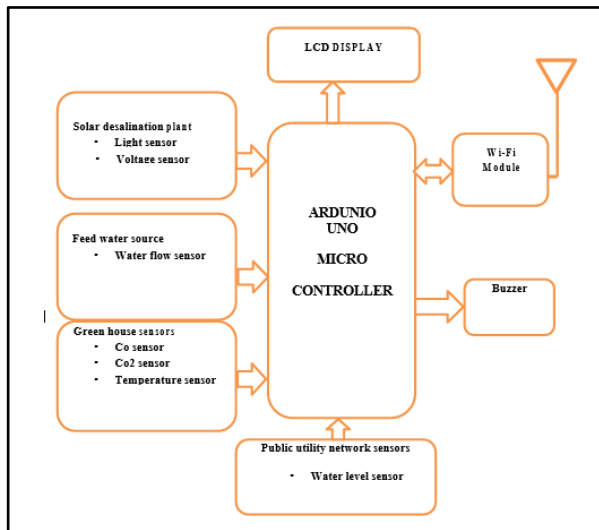 LCD DISPLAY
Solar desalination plant
• Light sensor
• Voltage sensor
Wi-Fi
Module
ARDUNIO
UNO
MICRO
CONTROLLER
Feed water source
• Water flow sensor
Buzzer
Green house sensors
• Co sensor
• Co2 sensor
• Temperature sensor
Public utility network sensors
• Water level sensor